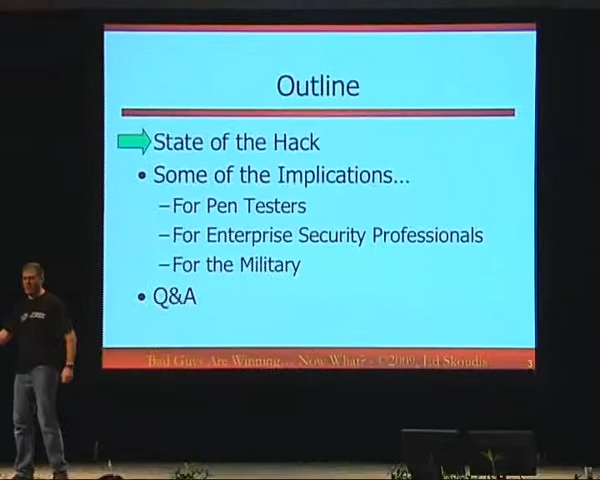 Outline
State of the Hack
• Some of the Implications...
–For Pen Testers
–For Enterprise Security Professionals
–For the Military
• Q&A
Bad Guys Are Winning... Now What? - ©2009, Ed Skoudis 3